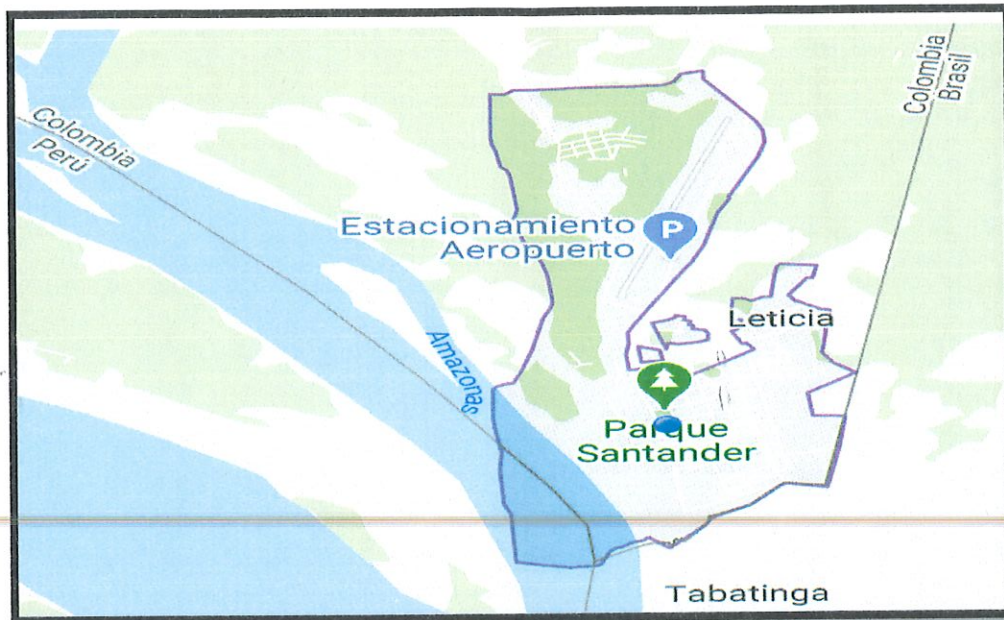 Colombia
Brasil
Colombia
Perú
Estacionamiento
Aeropuerto
P
Leticia
Amazonas
Parque
Santander
Tabatinga